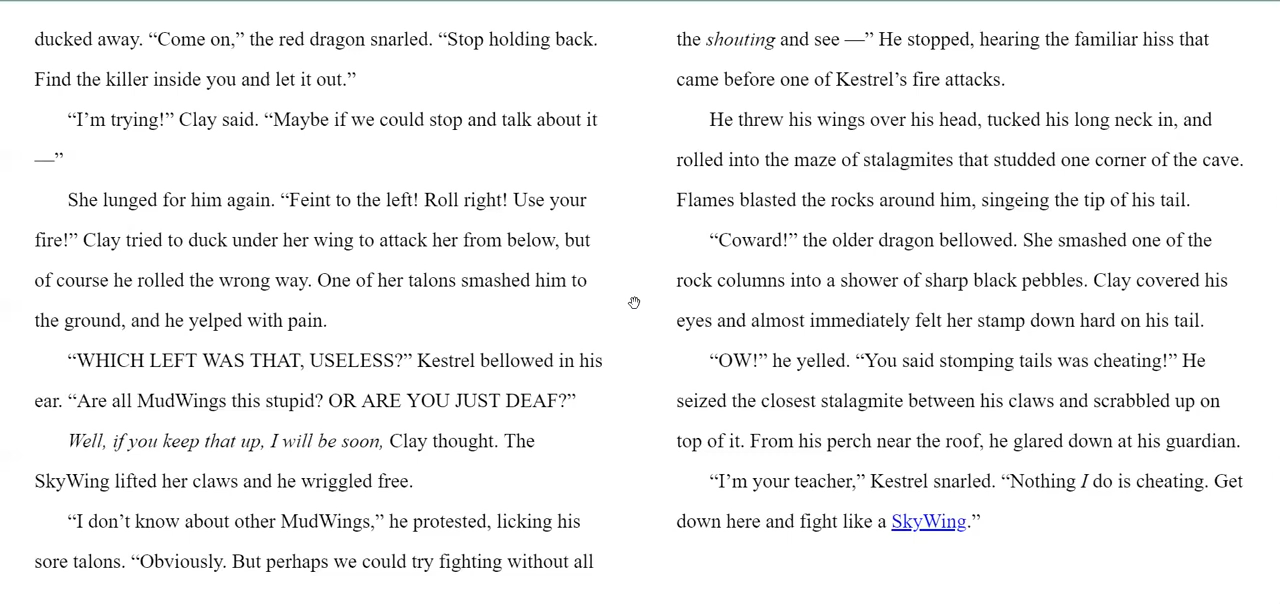 ducked away. “Come on,” the red dragon snarled. “Stop holding back.
Find the killer inside you and let it out.”
“I’m trying!” Clay said. “Maybe if we could stop and talk about it
—”
She lunged for him again. “Feint to the left! Roll right! Use your
fire!” Clay tried to duck under her wing to attack her from below, but
of course he rolled the wrong way. One of her talons smashed him to
the ground, and he yelped with pain.
“WHICH LEFT WAS THAT, USELESS?” Kestrel bellowed in his
ear. “Are all MudWings this stupid? OR ARE YOU JUST DEAF?”
Well, if you keep that up, I will be soon, Clay thought. The
SkyWing lifted her claws and he wriggled free.
“I don’t know about other MudWings,” he protested, licking his
sore talons. “Obviously. But perhaps we could try fighting without all
the shouting and see —” He stopped, hearing the familiar hiss that
came before one of Kestrel’s fire attacks.
He threw his wings over his head, tucked his long neck in, and
rolled into the maze of stalagmites that studded one corner of the cave.
Flames blasted the rocks around him, singeing the tip of his tail.
“Coward!” the older dragon bellowed. She smashed one of the
rock columns into a shower of sharp black pebbles. Clay covered his
eyes and almost immediately felt her stamp down hard on his tail.
“OW!” he yelled. “You said stomping tails was cheating!” He
seized the closest stalagmite between his claws and scrabbled up on
top of it. From his perch near the roof, he glared down at his guardian.
“I’m your teacher,” Kestrel snarled. “Nothing I do is cheating. Get
down here and fight like a SkyWing.”